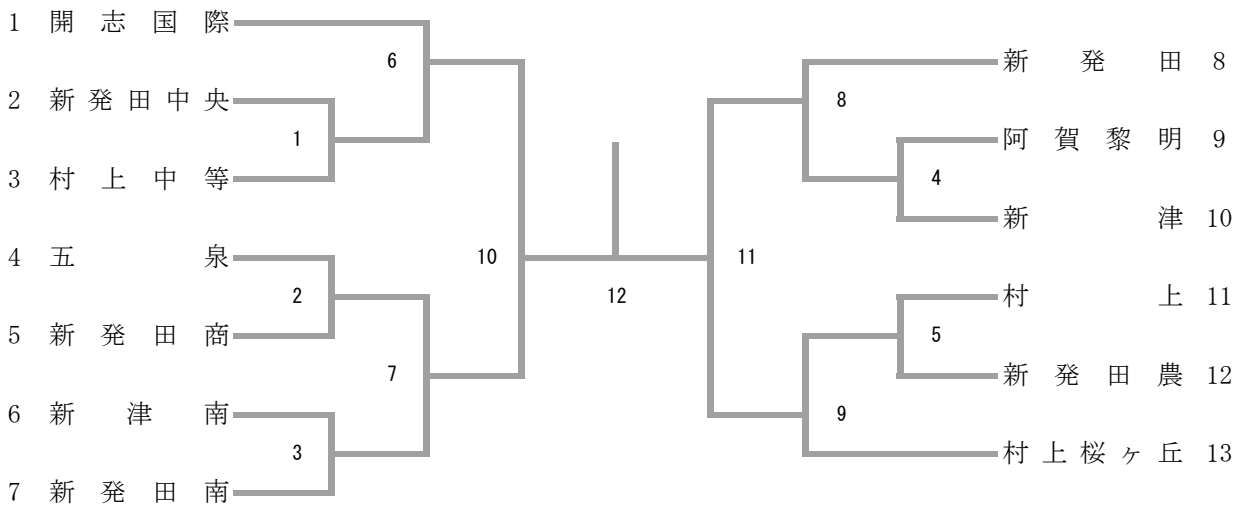 1 開志国際
6
新発田 8
2 新発田中央
8
1
阿賀黎明 9
3 村上中等
4
新津 10
4 五泉
10
11
2
12
村上 11
5 新発田商
5
7
新発田農 12
6 新津南
9
3
村上桜ヶ丘 13
7 新発田南